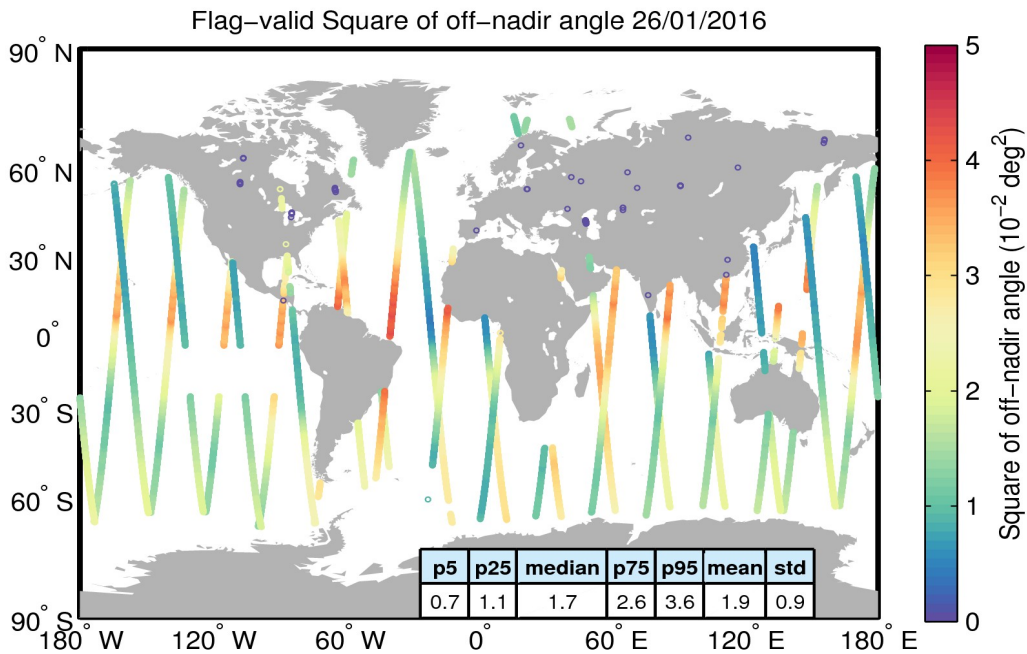 Flag−valid Square of off−nadir angle 26/01/2016
90° N
60° N
30° N
0°
30° S
60° S
90° S
180° W
120° W
60° W
0°
60° E
120° E
180° E
p5 p25 median p75 p95 mean std
0.7 1.1 1.7 2.6 3.6 1.9 0.9
5
4
3
2
1
0
Square of off−nadir angle (10⁻² deg²)